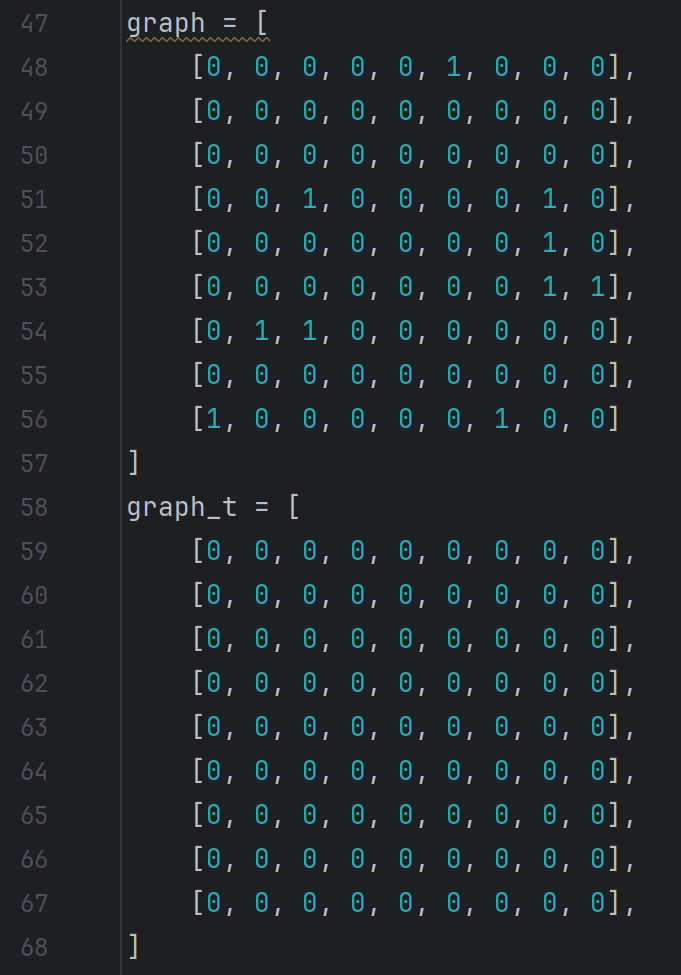 47 graph = [
48     [0, 0, 0, 0, 0, 1, 0, 0, 0],
49     [0, 0, 0, 0, 0, 0, 0, 0, 0],
50     [0, 0, 0, 0, 0, 0, 0, 0, 0],
51     [0, 0, 1, 0, 0, 0, 0, 1, 0],
52     [0, 0, 0, 0, 0, 0, 0, 1, 0],
53     [0, 0, 0, 0, 0, 0, 0, 1, 1],
54     [0, 1, 1, 0, 0, 0, 0, 0, 0],
55     [0, 0, 0, 0, 0, 0, 0, 0, 0],
56     [1, 0, 0, 0, 0, 0, 1, 0, 0]
57 ]
58 graph_t = [
59     [0, 0, 0, 0, 0, 0, 0, 0, 0],
60     [0, 0, 0, 0, 0, 0, 0, 0, 0],
61     [0, 0, 0, 0, 0, 0, 0, 0, 0],
62     [0, 0, 0, 0, 0, 0, 0, 0, 0],
63     [0, 0, 0, 0, 0, 0, 0, 0, 0],
64     [0, 0, 0, 0, 0, 0, 0, 0, 0],
65     [0, 0, 0, 0, 0, 0, 0, 0, 0],
66     [0, 0, 0, 0, 0, 0, 0, 0, 0],
67     [0, 0, 0, 0, 0, 0, 0, 0, 0],
68 ]